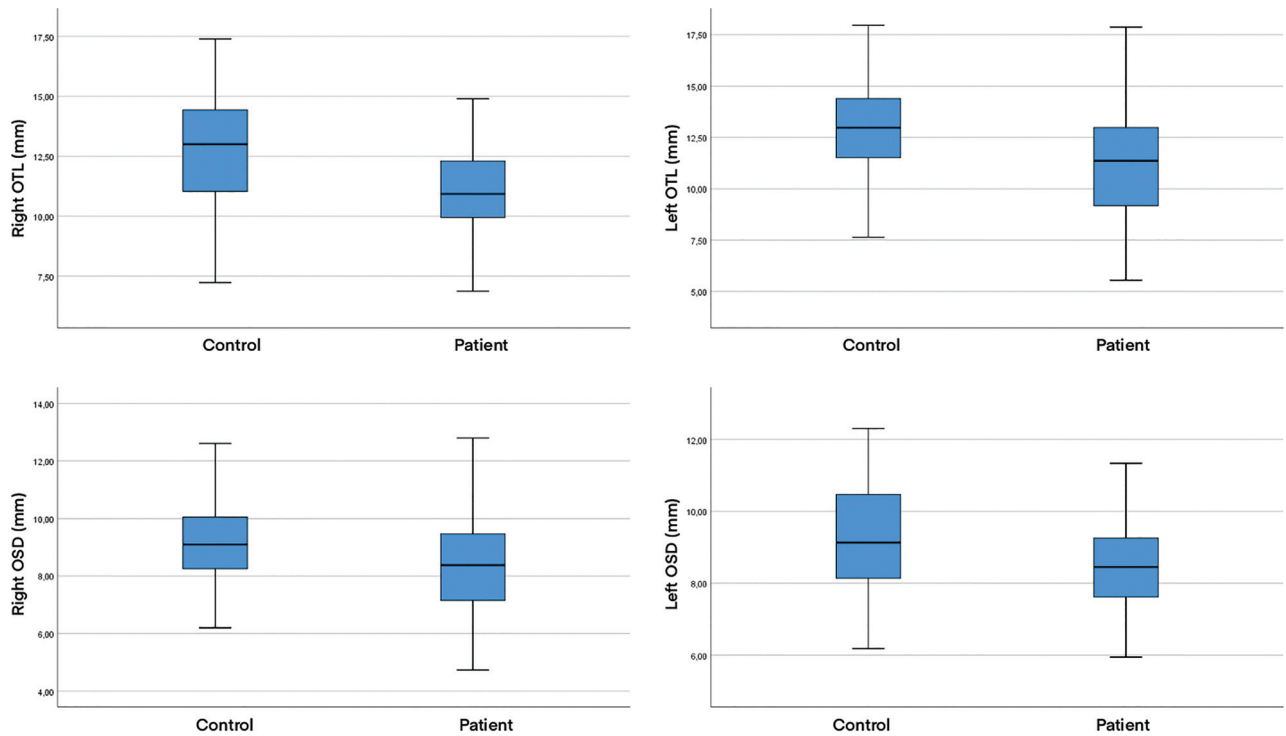 Right OTL (mm)
17,50
15,00
12,50
10,00
7,50
Control
Patient
Left OTL (mm)
17,50
15,00
12,50
10,00
7,50
5,00
Control
Patient
Right OSD (mm)
14,00
12,00
10,00
8,00
6,00
4,00
Control
Patient
Left OSD (mm)
12,00
10,00
8,00
6,00
Control
Patient